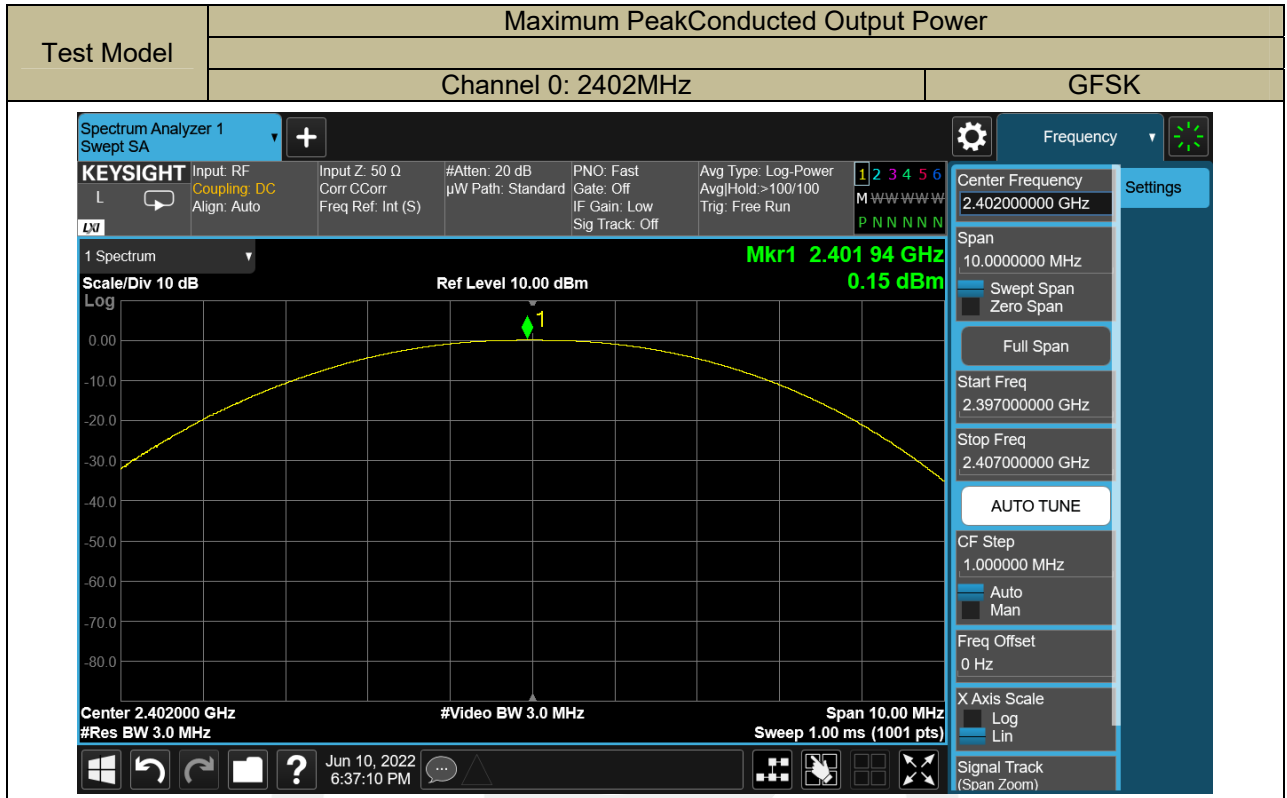 Test Model
Maximum PeakConducted Output Power
Channel 0: 2402MHz
GFSK
Spectrum Analyzer 1
Swept SA
Frequency
KEYSIGHT
L
LXI
Input: RF
Coupling: DC
Align: Auto
Input Z: 50 Ω
Corr CCorr
Freq Ref: Int (S)
#Atten: 20 dB
µW Path: Standard
PNO: Fast
Gate: Off
IF Gain: Low
Sig Track: Off
Avg Type: Log-Power
Avg|Hold:>100/100
Trig: Free Run
1 2 3 4 5 6
M W W W W W
P N N N N N
1 Spectrum
Mkr1 2.401 94 GHz
Scale/Div 10 dB
Ref Level 10.00 dBm
0.15 dBm
Log
1
0.00
-10.0
-20.0
-30.0
-40.0
-50.0
-60.0
-70.0
-80.0
Center 2.402000 GHz
#Video BW 3.0 MHz
Span 10.00 MHz
#Res BW 3.0 MHz
Sweep 1.00 ms (1001 pts)
Center Frequency
2.402000000 GHz
Settings
Span
10.0000000 MHz
Swept Span
Zero Span
Full Span
Start Freq
2.397000000 GHz
Stop Freq
2.407000000 GHz
AUTO TUNE
CF Step
1.000000 MHz
Auto
Man
Freq Offset
0 Hz
X Axis Scale
Log
Lin
Signal Track
(Span Zoom)
?
Jun 10, 2022
6:37:10 PM